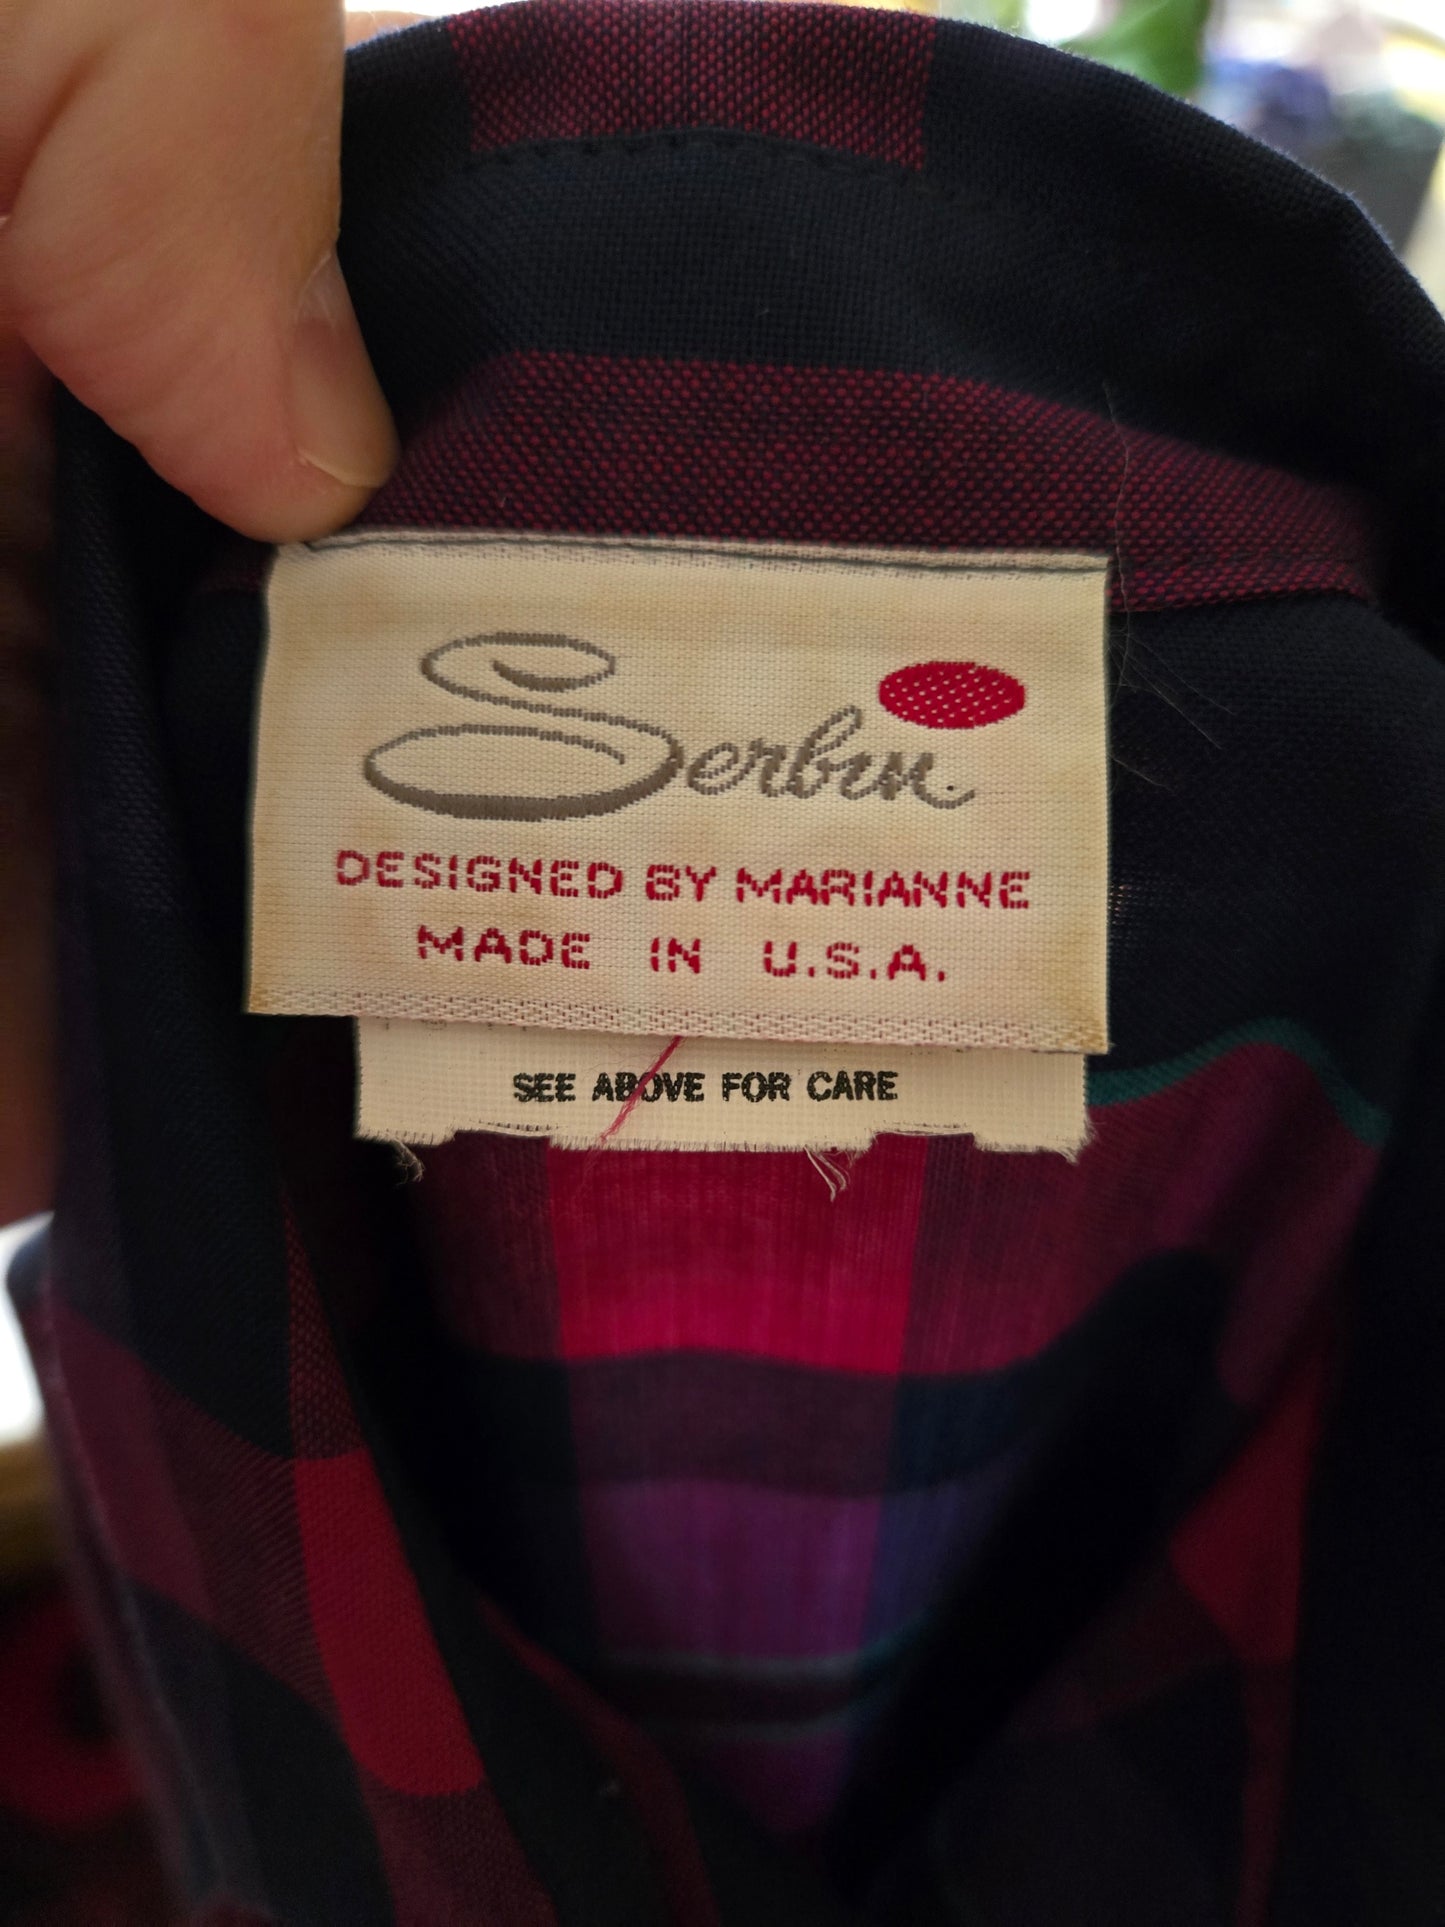 Serbin.
DESIGNED BY MARIANNE
MADE IN U.S.A.
SEE ABOVE FOR CARE